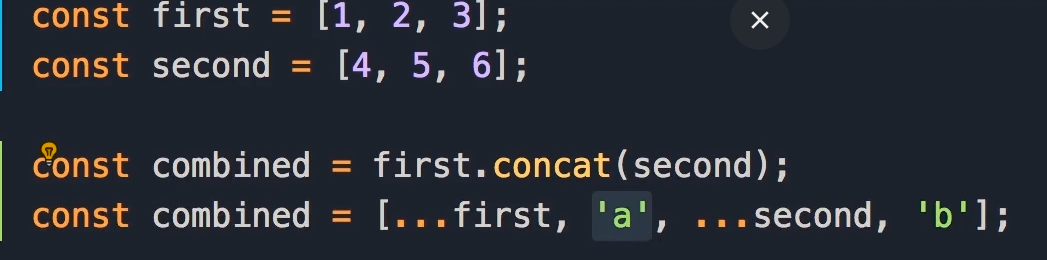 const first = [1, 2, 3];
const second = [4, 5, 6];
const combined = first.concat(second);
const combined = [...first, 'a', ...second, 'b'];